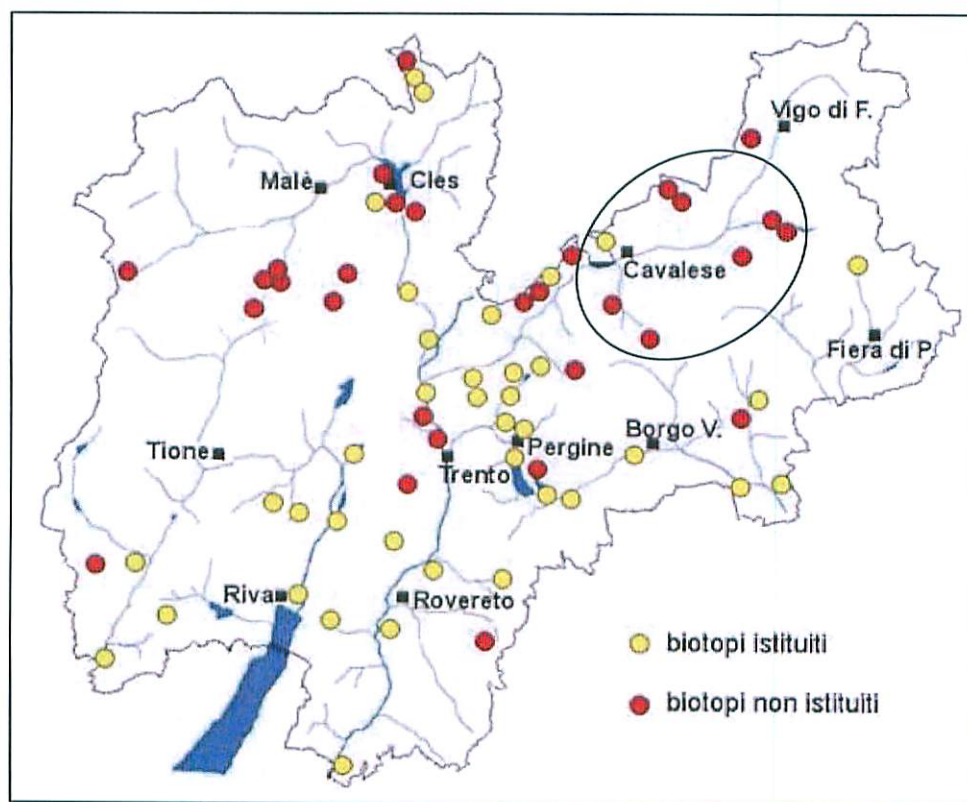 Vigo di F.
Malè
Cles
Cavalese
Fiera di P.
Tione
Trento
Pergine
Borgo V.
Riva
Rovereto
biotopi istituiti
biotopi non istituiti